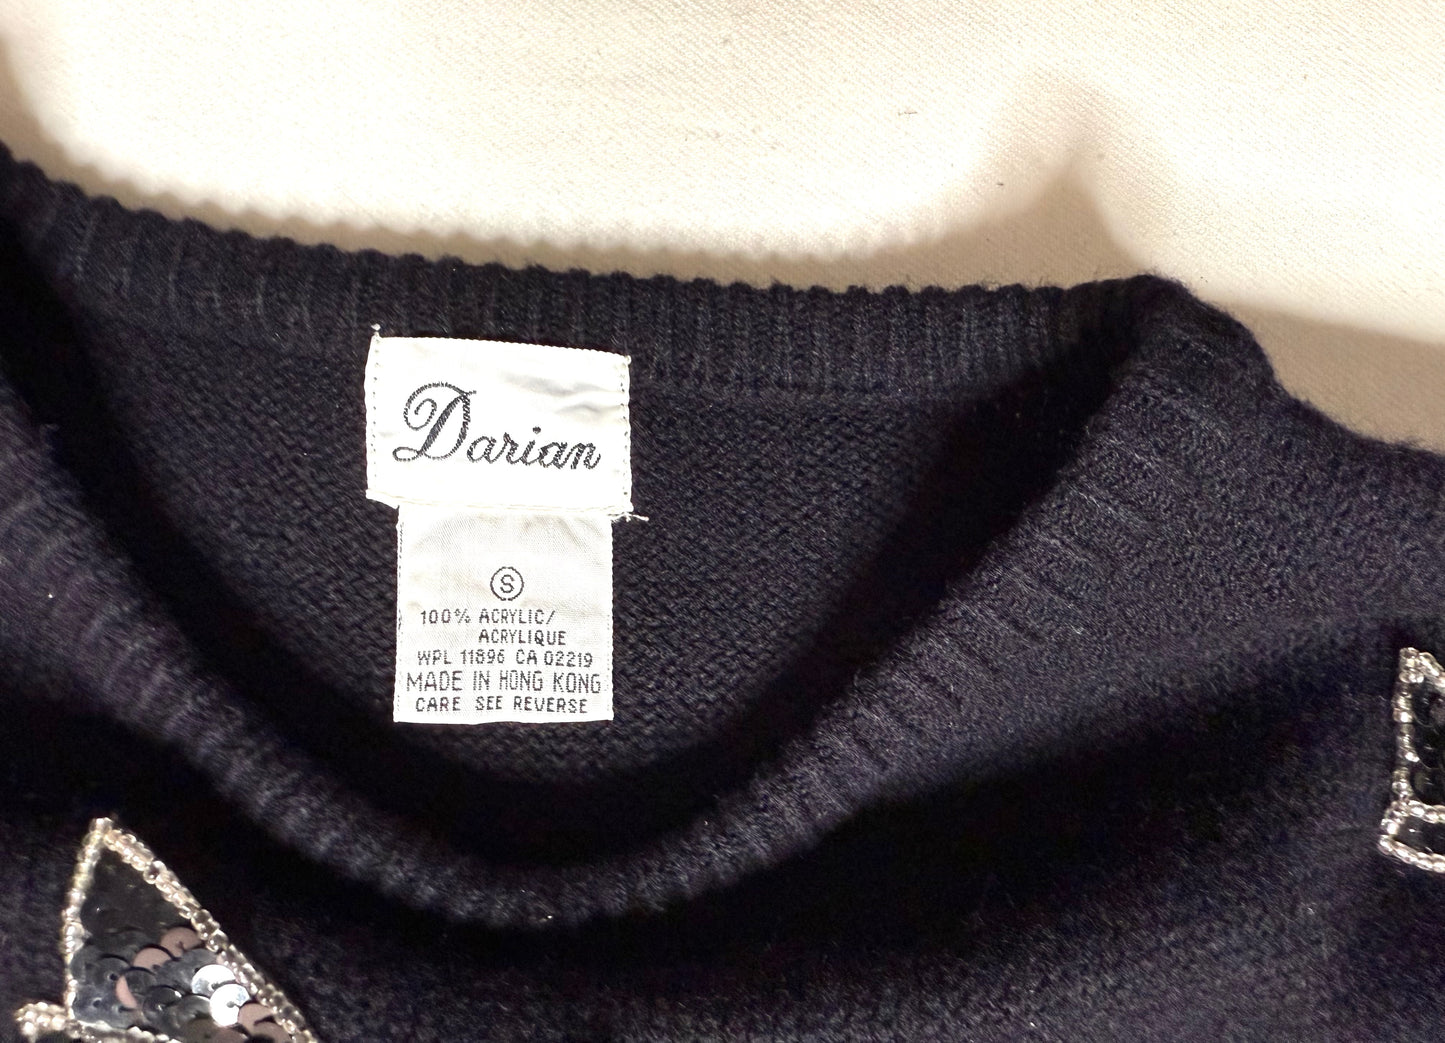 Darian
S
100% ACRYLIC/
ACRYLIQUE
WPL 11896 CA 02219
MADE IN HONG KONG
CARE SEE REVERSE